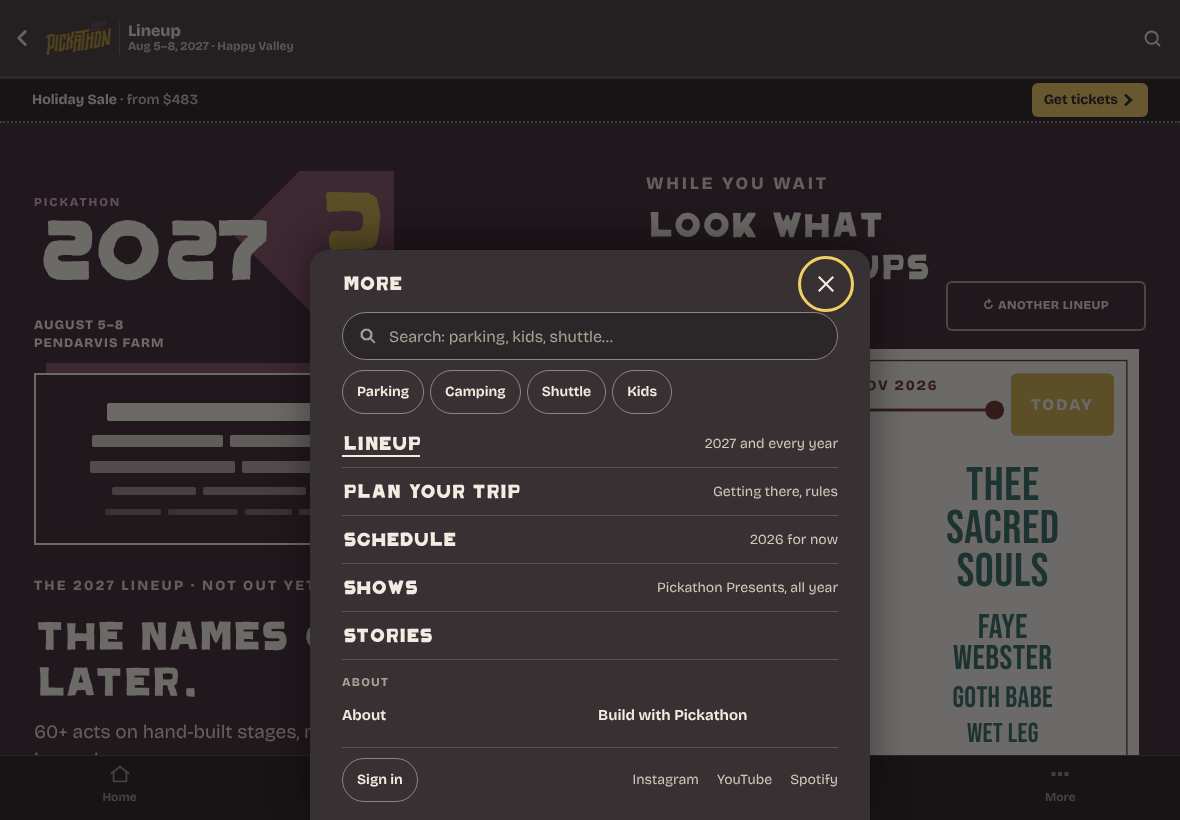 PICKATHON
Lineup
Aug 5–8, 2027 · Happy Valley
Holiday Sale · from $483
Get tickets
PICKATHON
2027
2
AUGUST 5–8
PENDARVIS FARM
THE 2027 LINEUP · NOT OUT YET
THE NAMES
LATER.
60+ acts on hand-built stages,
WHILE YOU WAIT
LOOK WHAT
UPS
↻ ANOTHER LINEUP
OV 2026
TODAY
THEE
SACRED
SOULS
FAYE
WEBSTER
GOTH BABE
WET LEG
MORE
Search: parking, kids, shuttle...
Parking
Camping
Shuttle
Kids
LINEUP
2027 and every year
PLAN YOUR TRIP
Getting there, rules
SCHEDULE
2026 for now
SHOWS
Pickathon Presents, all year
STORIES
ABOUT
About
Build with Pickathon
Sign in
Instagram
YouTube
Spotify
Home
More